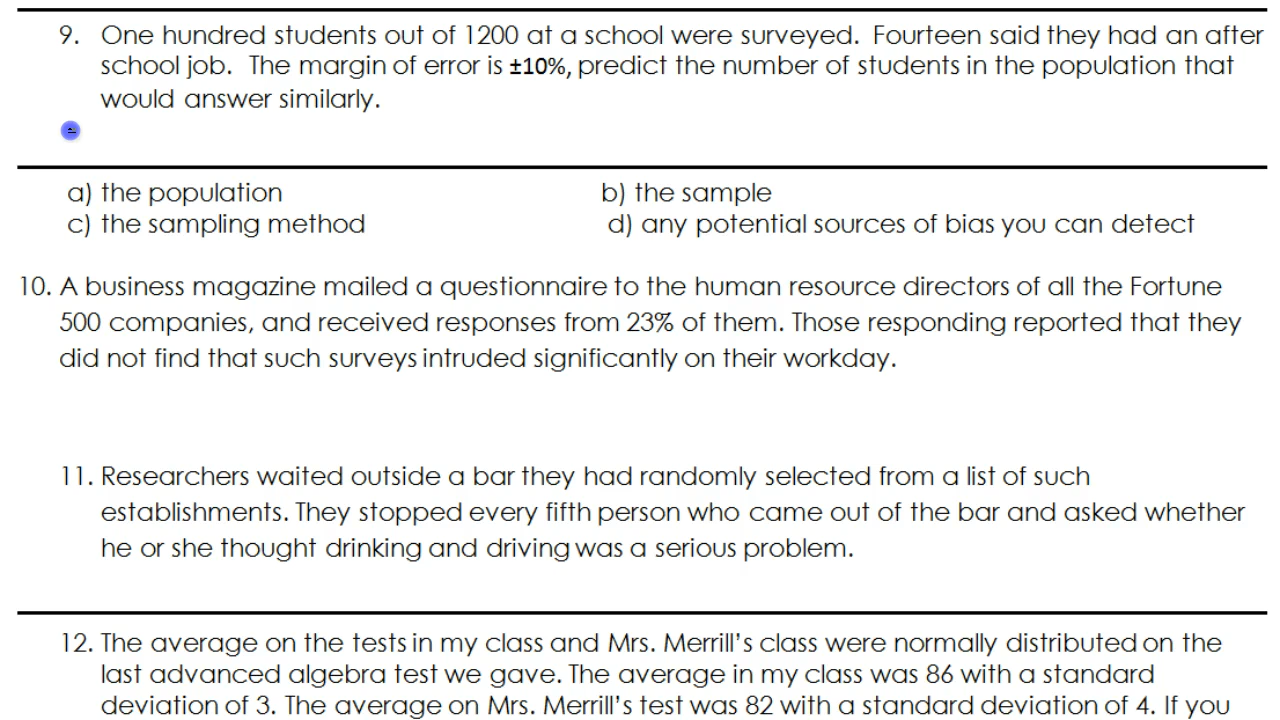 9. One hundred students out of 1200 at a school were surveyed. Fourteen said they had an after
school job. The margin of error is ±10%, predict the number of students in the population that
would answer similarly.
a) the population b) the sample
c) the sampling method d) any potential sources of bias you can detect
10. A business magazine mailed a questionnaire to the human resource directors of all the Fortune
500 companies, and received responses from 23% of them. Those responding reported that they
did not find that such surveys intruded significantly on their workday.
11. Researchers waited outside a bar they had randomly selected from a list of such
establishments. They stopped every fifth person who came out of the bar and asked whether
he or she thought drinking and driving was a serious problem.
12. The average on the tests in my class and Mrs. Merrill's class were normally distributed on the
last advanced algebra test we gave. The average in my class was 86 with a standard
deviation of 3. The average on Mrs. Merrill's test was 82 with a standard deviation of 4. If you